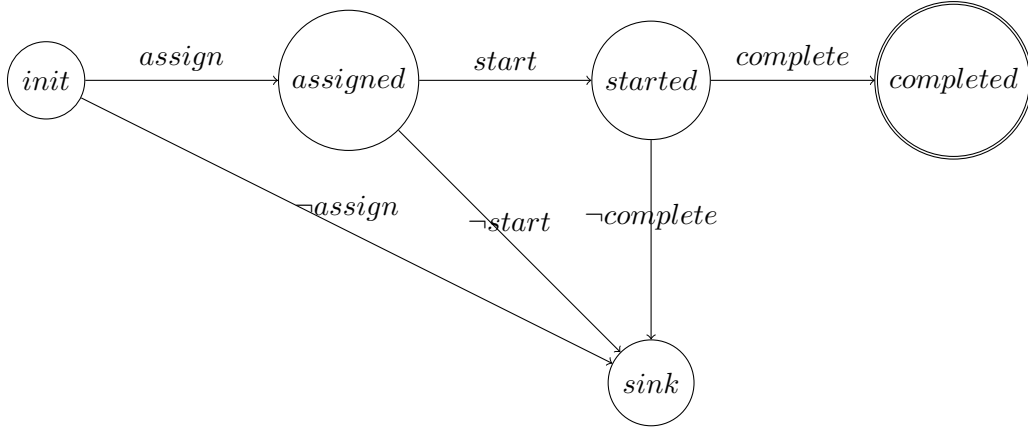 assign
start
complete
init
assigned
started
completed
¬assign
¬start
¬complete
sink